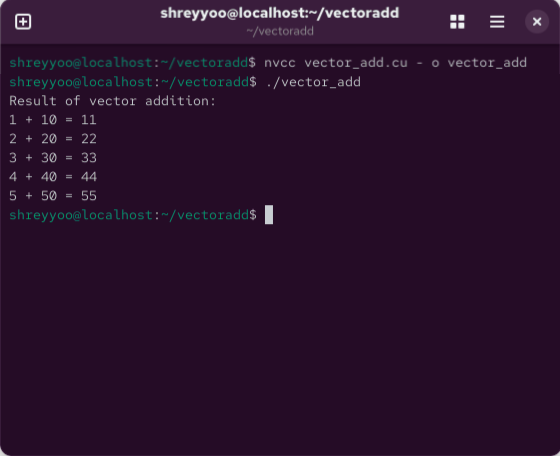 shreyyoo@localhost:~/vectoradd
~/vectoradd
shreyyoo@localhost:~/vectoradd$ nvcc vector_add.cu - o vector_add
shreyyoo@localhost:~/vectoradd$ ./vector_add
Result of vector addition:
1 + 10 = 11
2 + 20 = 22
3 + 30 = 33
4 + 40 = 44
5 + 50 = 55
shreyyoo@localhost:~/vectoradd$